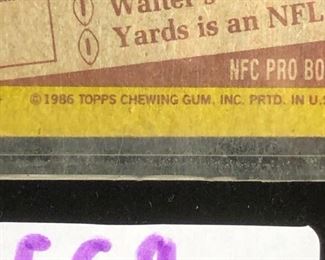 Walter's
Yards is an NFL
NFC PRO BO
© 1986 TOPPS CHEWING GUM, INC. PRTD. IN U.S